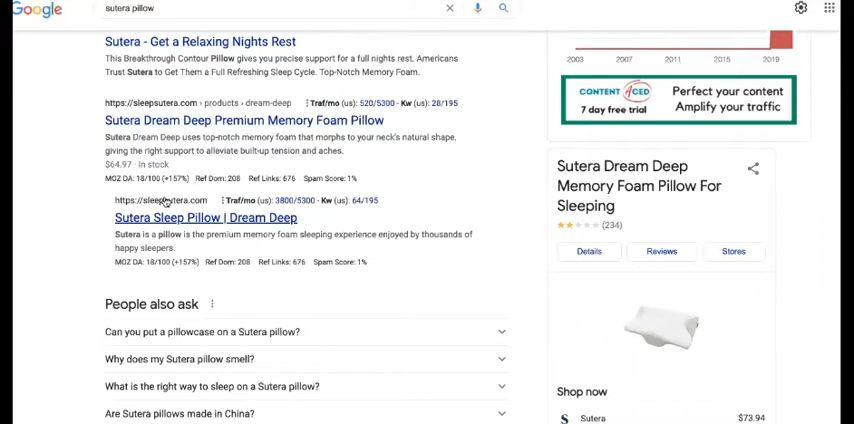 Google
sutera pillow
Sutera - Get a Relaxing Nights Rest
This Breakthrough Contour Pillow gives you precise support for a full nights rest. Americans
Trust Sutera to Get Them a Full Refreshing Sleep Cycle. Top-Notch Memory Foam.
https://sleepsutera.com › products › dream-deep ⋮Traf/mo (us): 520/5300 · Kw (us): 28/195
Sutera Dream Deep Premium Memory Foam Pillow
Sutera Dream Deep uses top-notch memory foam that morphs to your neck's natural shape,
giving the right support to alleviate built-up tension and aches.
$64.97 · In stock
MOZ DA: 18/100 (+157%) Ref Dom: 208 Ref Links: 676 Spam Score: 1%
https://sleepsutera.com ⋮Traf/mo (us): 3800/5300 · Kw (us): 64/195
Sutera Sleep Pillow | Dream Deep
Sutera is a pillow is the premium memory foam sleeping experience enjoyed by thousands of
happy sleepers.
MOZ DA: 18/100 (+157%) Ref Dom: 208 Ref Links: 676 Spam Score: 1%
People also ask
Can you put a pillowcase on a Sutera pillow?
Why does my Sutera pillow smell?
What is the right way to sleep on a Sutera pillow?
Are Sutera pillows made in China?
2003 2007 2011 2015 2019
CONTENT ACED
7 day free trial
Perfect your content
Amplify your traffic
Sutera Dream Deep
Memory Foam Pillow For
Sleeping
(234)
Details Reviews Stores
Shop now
S Sutera $73.94